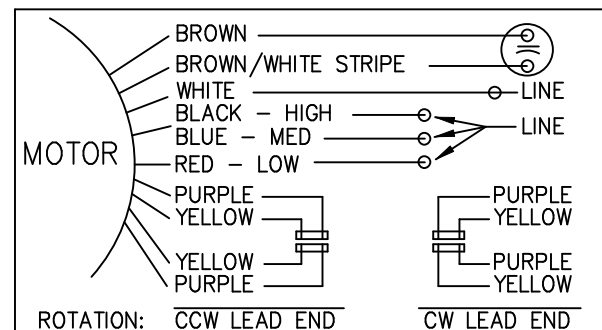 BROWN
BROWN/WHITE STRIPE
WHITE LINE
BLACK - HIGH
BLUE - MED LINE
MOTOR
RED - LOW
PURPLE PURPLE
YELLOW YELLOW
YELLOW PURPLE
PURPLE YELLOW
ROTATION: CCW LEAD END CW LEAD END